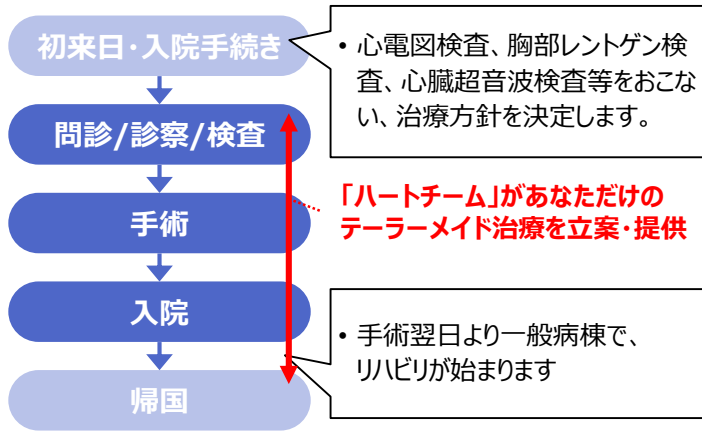 初来日・入院手続き
• 心電図検査、胸部レントゲン検
査、心臓超音波検査等をおこな
い、治療方針を決定します。
問診/診察/検査
「ハートチーム」があなただけの
テーラーメイド治療を立案・提供
手術
入院
• 手術翌日より一般病棟で、
リハビリが始まります
帰国